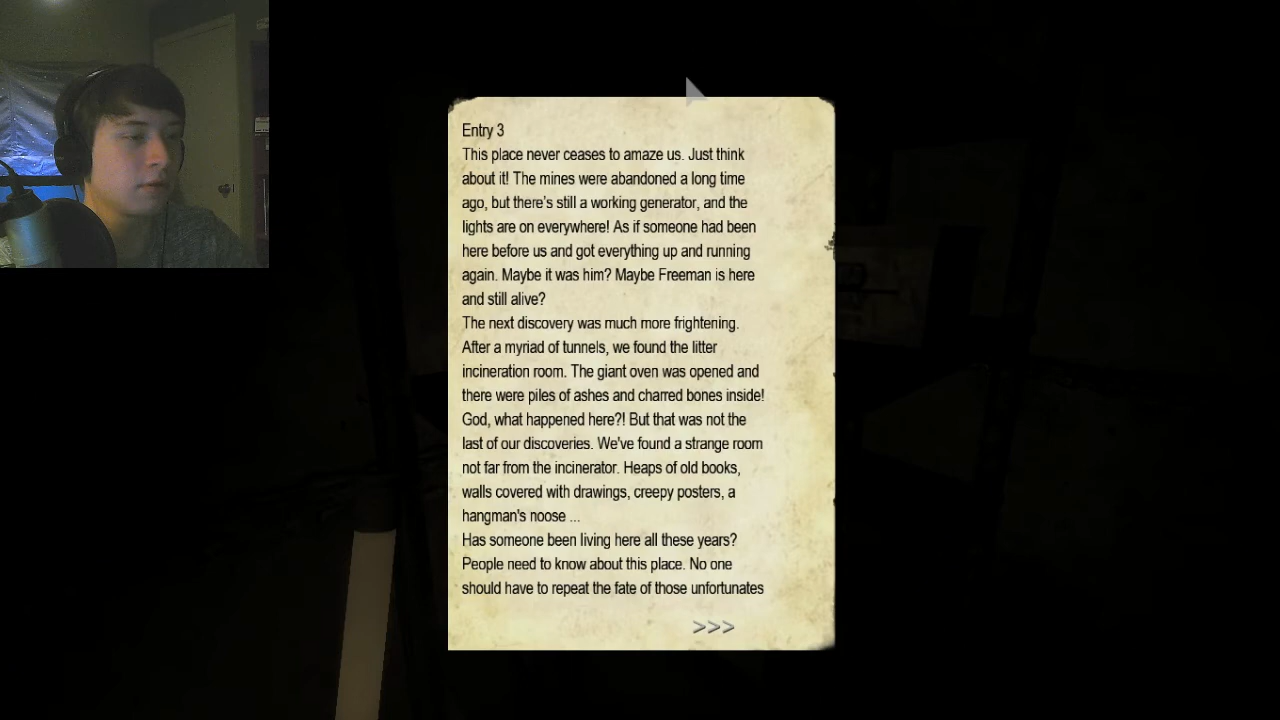 Entry 3
This place never ceases to amaze us. Just think
about it! The mines were abandoned a long time
ago, but there's still a working generator, and the
lights are on everywhere! As if someone had been
here before us and got everything up and running
again. Maybe it was him? Maybe Freeman is here
and still alive?
The next discovery was much more frightening.
After a myriad of tunnels, we found the litter
incineration room. The giant oven was opened and
there were piles of ashes and charred bones inside!
God, what happened here?! But that was not the
last of our discoveries. We've found a strange room
not far from the incinerator. Heaps of old books,
walls covered with drawings, creepy posters, a
hangman's noose ...
Has someone been living here all these years?
People need to know about this place. No one
should have to repeat the fate of those unfortunates
>>>